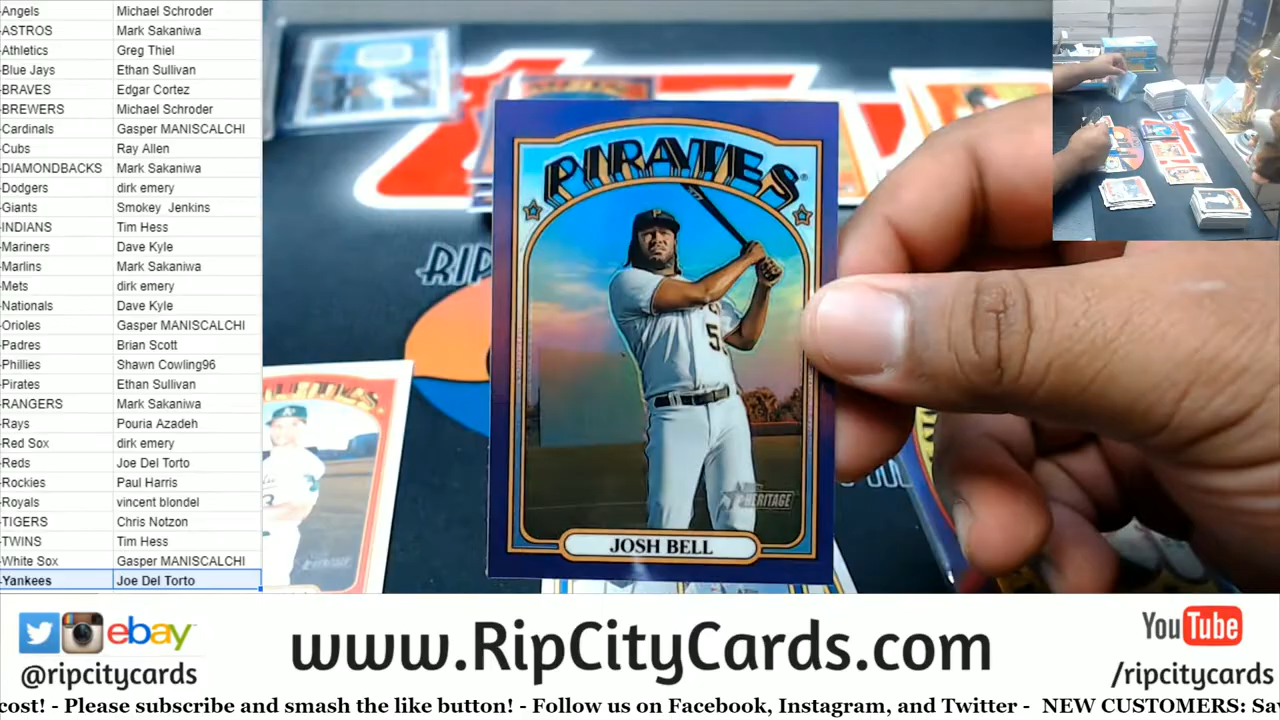 -Angels Michael Schroder
-ASTROS Mark Sakaniwa
-Athletics Greg Thiel
-Blue Jays Ethan Sullivan
-BRAVES Edgar Cortez
-BREWERS Michael Schroder
-Cardinals Gasper MANISCALCHI
-Cubs Ray Allen
-DIAMONDBACKS Mark Sakaniwa
-Dodgers dirk emery
-Giants Smokey Jenkins
-INDIANS Tim Hess
-Mariners Dave Kyle
-Marlins Mark Sakaniwa
-Mets dirk emery
-Nationals Dave Kyle
-Orioles Gasper MANISCALCHI
-Padres Brian Scott
-Phillies Shawn Cowling96
-Pirates Ethan Sullivan
-RANGERS Mark Sakaniwa
-Rays Pouria Azadeh
-Red Sox dirk emery
-Reds Joe Del Torto
-Rockies Paul Harris
-Royals vincent blondel
-TIGERS Chris Notzon
-TWINS Tim Hess
-White Sox Gasper MANISCALCHI
-Yankees Joe Del Torto
PIRATES
P
5
HERITAGE
JOSH BELL
RIP
HERITAGE
ebay
@ripcitycards
www.RipCityCards.com
YouTube
/ripcitycards
cost! - Please subscribe and smash the like button! - Follow us on Facebook, Instagram, and Twitter - NEW CUSTOMERS: Sa